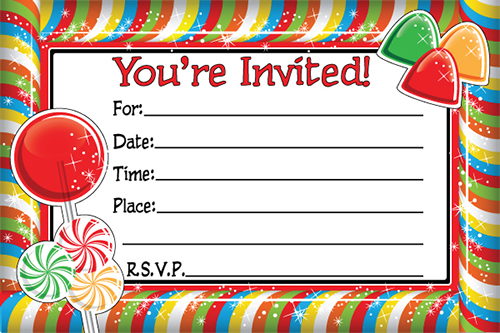 You're Invited!
For:
Date:
Time:
Place:
R.S.V.P.